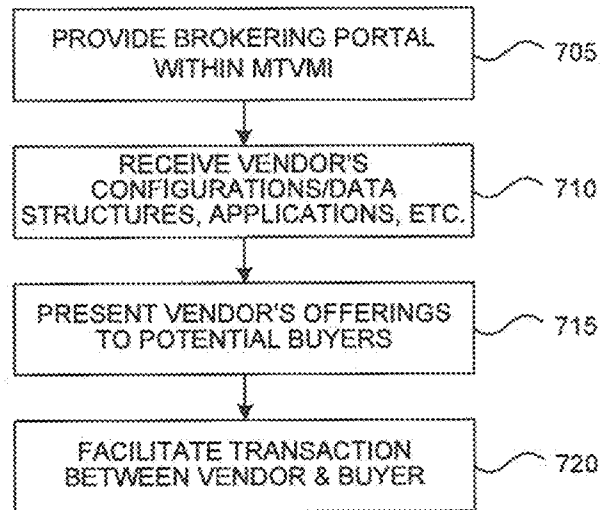 PROVIDE BROKERING PORTAL
WITHIN MTVMI
705
RECEIVE VENDOR'S
CONFIGURATIONS/DATA
STRUCTURES, APPLICATIONS, ETC.
710
PRESENT VENDOR'S OFFERINGS
TO POTENTIAL BUYERS
715
FACILITATE TRANSACTION
BETWEEN VENDOR & BUYER
720